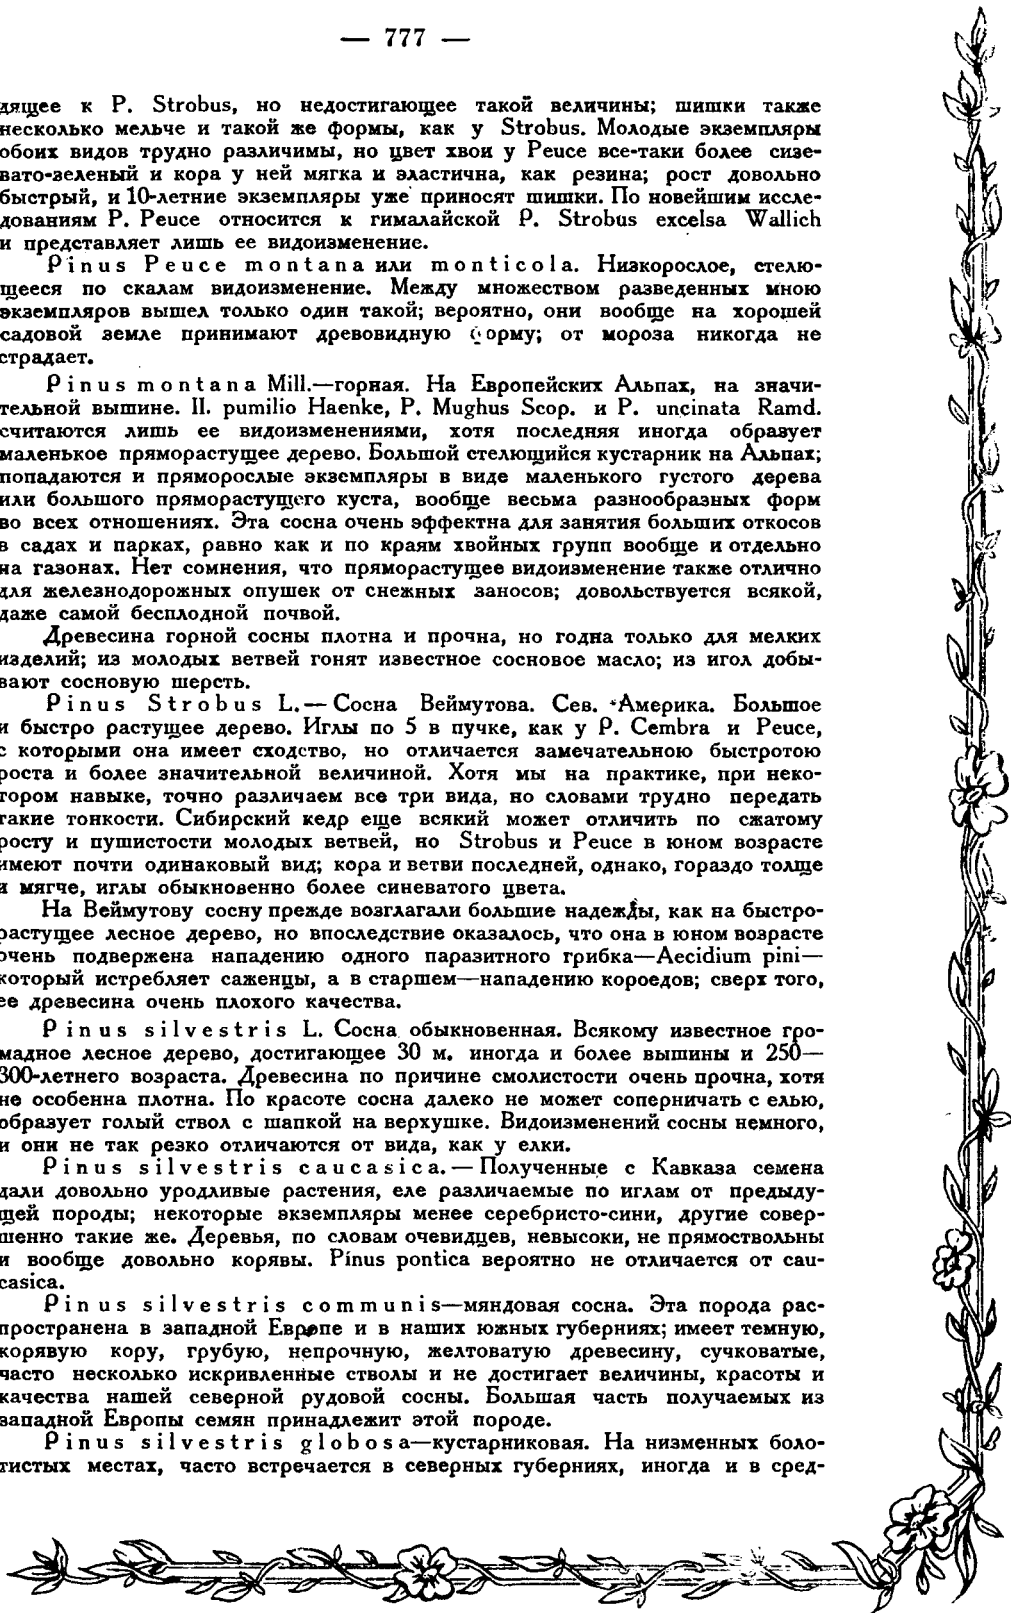 — 777 —
дящее к P. Strobus, но недостигающее такой величины; шишки также
несколько мельче и такой же формы, как у Strobus. Молодые экземпляры
обоих видов трудно различимы, но цвет хвои у Peuce все-таки более сизе-
вато-зеленый и кора у ней мягка и эластична, как резина; рост довольно
быстрый, и 10-летние экземпляры уже приносят шишки. По новейшим иссле-
дованиям P. Peuce относится к гималайской P. Strobus excelsa Wallich
и представляет лишь ее видоизменение.
Pinus Peuce montana или monticola. Низкорослое, стелю-
щееся по скалам видоизменение. Между множеством разведенных мною
экземпляров вышел только один такой; вероятно, они вообще на хорошей
садовой земле принимают древовидную форму; от мороза никогда не
страдает.
Pinus montana Mill.—горная. На Европейских Альпах, на значи-
тельной вышине. II. pumilio Haenke, P. Mughus Scop. и P. uncinata Ramd.
считаются лишь ее видоизменениями, хотя последняя иногда образует
маленькое пряморастущее дерево. Большой стелющийся кустарник на Альпах;
попадаются и пряморослые экземпляры в виде маленького густого дерева
или большого пряморастущего куста, вообще весьма разнообразных форм
во всех отношениях. Эта сосна очень эффектна для занятия больших откосов
в садах и парках, равно как и по краям хвойных групп вообще и отдельно
на газонах. Нет сомнения, что пряморастущее видоизменение также отлично
для железнодорожных опушек от снежных заносов; довольствуется всякой,
даже самой бесплодной почвой.
Древесина горной сосны плотна и прочна, но годна только для мелких
изделий; из молодых ветвей гонят известное сосновое масло; из игол добы-
вают сосновую шерсть.
Pinus Strobus L.— Сосна Веймутова. Сев. Америка. Большое
и быстро растущее дерево. Иглы по 5 в пучке, как у P. Cembra и Peuce,
с которыми она имеет сходство, но отличается замечательною быстротою
роста и более значительной величиной. Хотя мы на практике, при неко-
тором навыке, точно различаем все три вида, но словами трудно передать
такие тонкости. Сибирский кедр еще всякий может отличить по сжатому
росту и пушистости молодых ветвей, но Strobus и Peuce в юном возрасте
имеют почти одинаковый вид; кора и ветви последней, однако, гораздо толще
и мягче, иглы обыкновенно более синеватого цвета.
На Веймутову сосну прежде возглагали большие надежды, как на быстро-
растущее лесное дерево, но впоследствие оказалось, что она в юном возрасте
очень подвержена нападению одного паразитного грибка—Aecidium pini—
который истребляет саженцы, а в старшем—нападению короедов; сверх того,
ее древесина очень плохого качества.
Pinus silvestris L. Сосна обыкновенная. Всякому известное гро-
мадное лесное дерево, достигающее 30 м. иногда и более вышины и 250—
300-летнего возраста. Древесина по причине смолистости очень прочна, хотя
не особенна плотна. По красоте сосна далеко не может соперничать с елью,
образует голый ствол с шапкой на верхушке. Видоизменений сосны немного,
и они не так резко отличаются от вида, как у елки.
Pinus silvestris caucasica.— Полученные с Кавказа семена
дали довольно уродливые растения, еле различаемые по иглам от предыду-
щей породы; некоторые экземпляры менее серебристо-сини, другие совер-
шенно такие же. Деревья, по словам очевидцев, невысоки, не прямоствольны
и вообще довольно корявы. Pinus pontica вероятно не отличается от cau-
casica.
Pinus silvestris communis—мяндовая сосна. Эта порода рас-
пространена в западной Европе и в наших южных губерниях; имеет темную,
корявую кору, грубую, непрочную, желтоватую древесину, сучковатые,
часто несколько искривленные стволы и не достигает величины, красоты и
качества нашей северной рудовой сосны. Большая часть получаемых из
западной Европы семян принадлежит этой породе.
Pinus silvestris globosa—кустарниковая. На низменных боло-
тистых местах, часто встречается в северных губерниях, иногда и в сред-